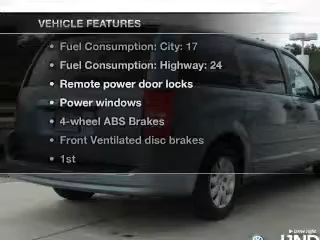 VEHICLE FEATURES
• Fuel Consumption: City: 17
• Fuel Consumption: Highway: 24
• Remote power door locks
• Power windows
• 4-wheel ABS Brakes
• Front Ventilated disc brakes
• 1st